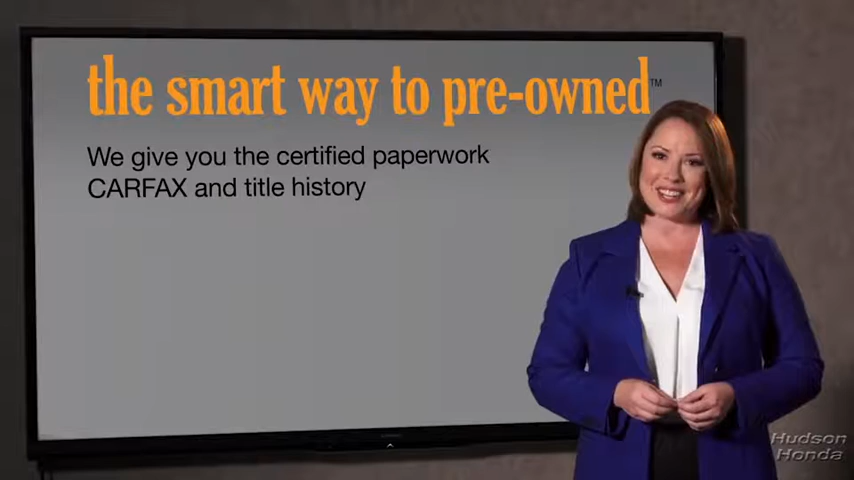 the smart way to pre-owned™
We give you the certified paperwork
CARFAX and title history
Hudson
Honda